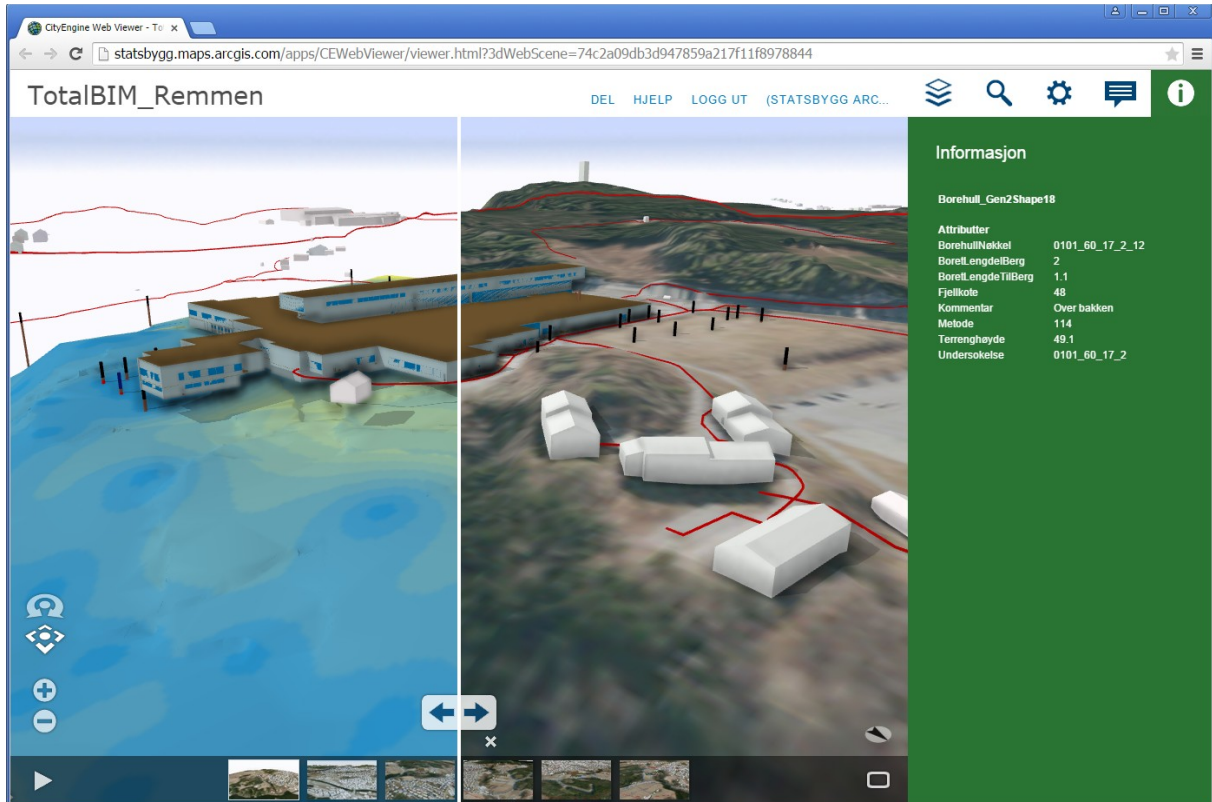 CityEngine Web Viewer - To
statsbygg.maps.arcgis.com/apps/CEWebViewer/viewer.html?3dWebScene=74c2a09db3d947859a217f11f8978844
TotalBIM_Remmen
DEL HJELP LOGG UT (STATSBYGG ARC...
Informasjon
Borehull_Gen2Shape18
Attributter
BorehullNøkkel 0101_60_17_2_12
BoretLengdeIBerg 2
BoretLengdeTilBerg 1.1
Fjellkote 48
Kommentar Over bakken
Metode 114
Terrenghøyde 49.1
Undersokelse 0101_60_17_2